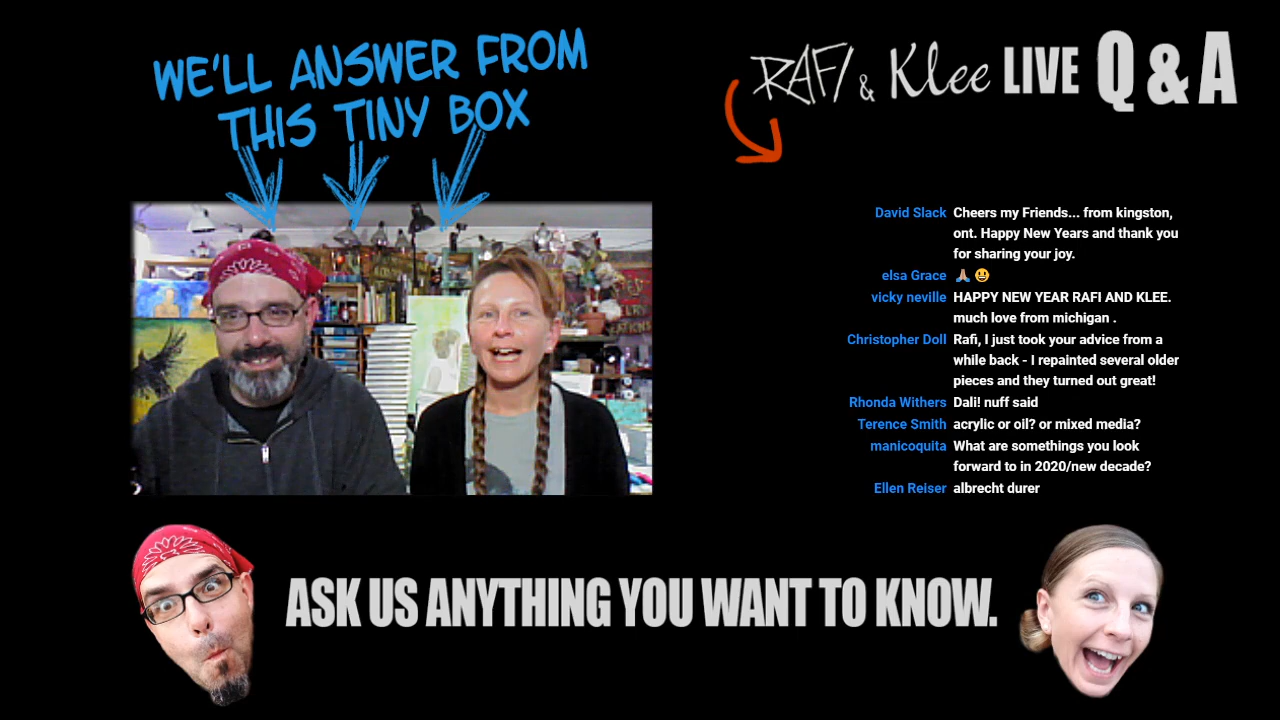 WE'LL ANSWER FROM
THIS TINY BOX
RAFI & Klee LIVE Q & A
David Slack Cheers my Friends... from kingston,
ont. Happy New Years and thank you
for sharing your joy.
elsa Grace 🙏🏽 😀
vicky neville HAPPY NEW YEAR RAFI AND KLEE.
much love from michigan .
Christopher Doll Rafi, I just took your advice from a
while back - I repainted several older
pieces and they turned out great!
Rhonda Withers Dali! nuff said
Terence Smith acrylic or oil? or mixed media?
manicoquita What are somethings you look
forward to in 2020/new decade?
Ellen Reiser albrecht durer
ASK US ANYTHING YOU WANT TO KNOW.